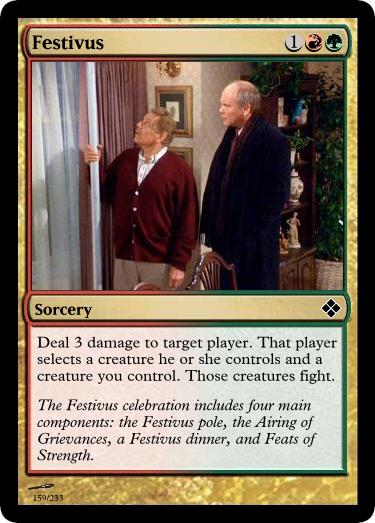 Festivus 1
Sorcery
Deal 3 damage to target player. That player
selects a creature he or she controls and a
creature you control. Those creatures fight.
The Festivus celebration includes four main
components: the Festivus pole, the Airing of
Grievances, a Festivus dinner, and Feats of
Strength.
159/233